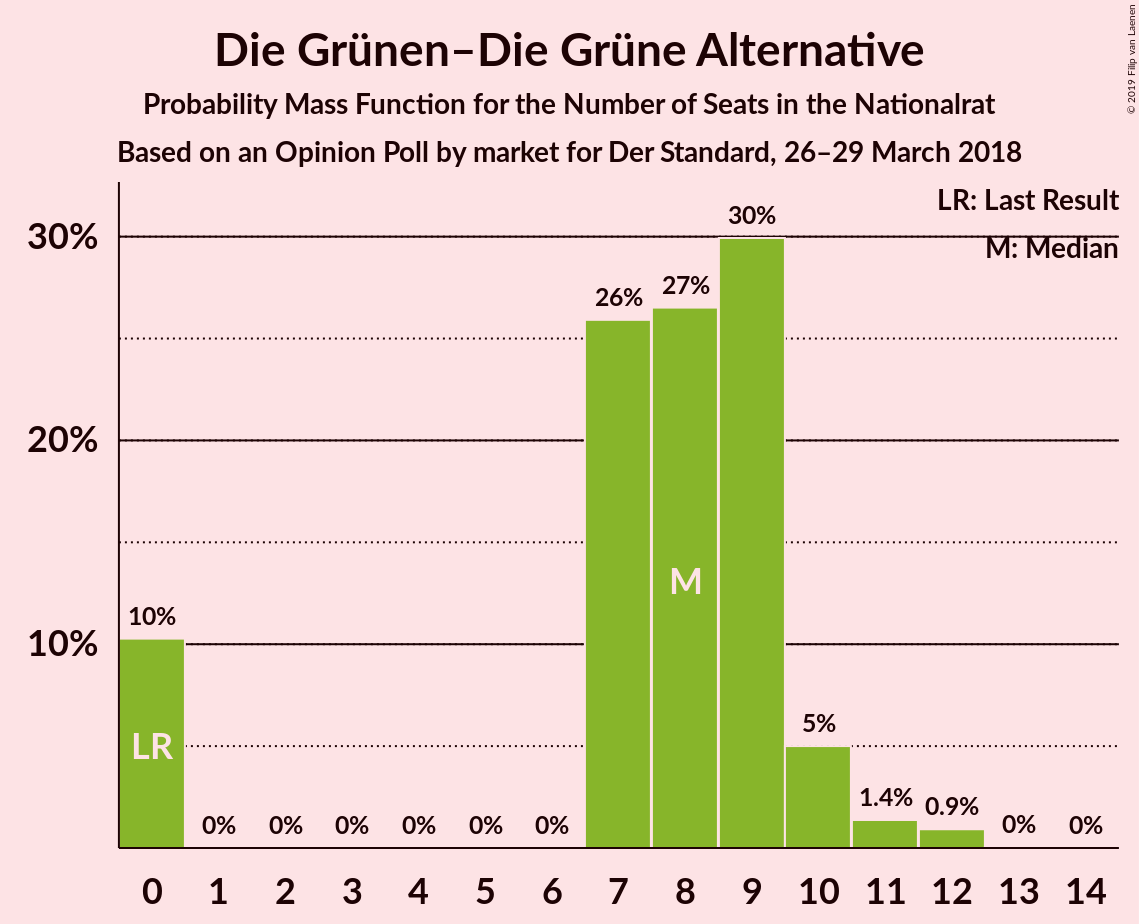 Die Grünen–Die Grüne Alternative
Probability Mass Function for the Number of Seats in the Nationalrat
Based on an Opinion Poll by market for Der Standard, 26–29 March 2018
© 2019 Filip van Laenen
LR: Last Result
M: Median
30%
20%
10%
10%
0%
0%
0%
0%
0%
0%
26%
27%
30%
5%
1.4%
0.9%
0%
0%
LR
M
0 1 2 3 4 5 6 7 8 9 10 11 12 13 14